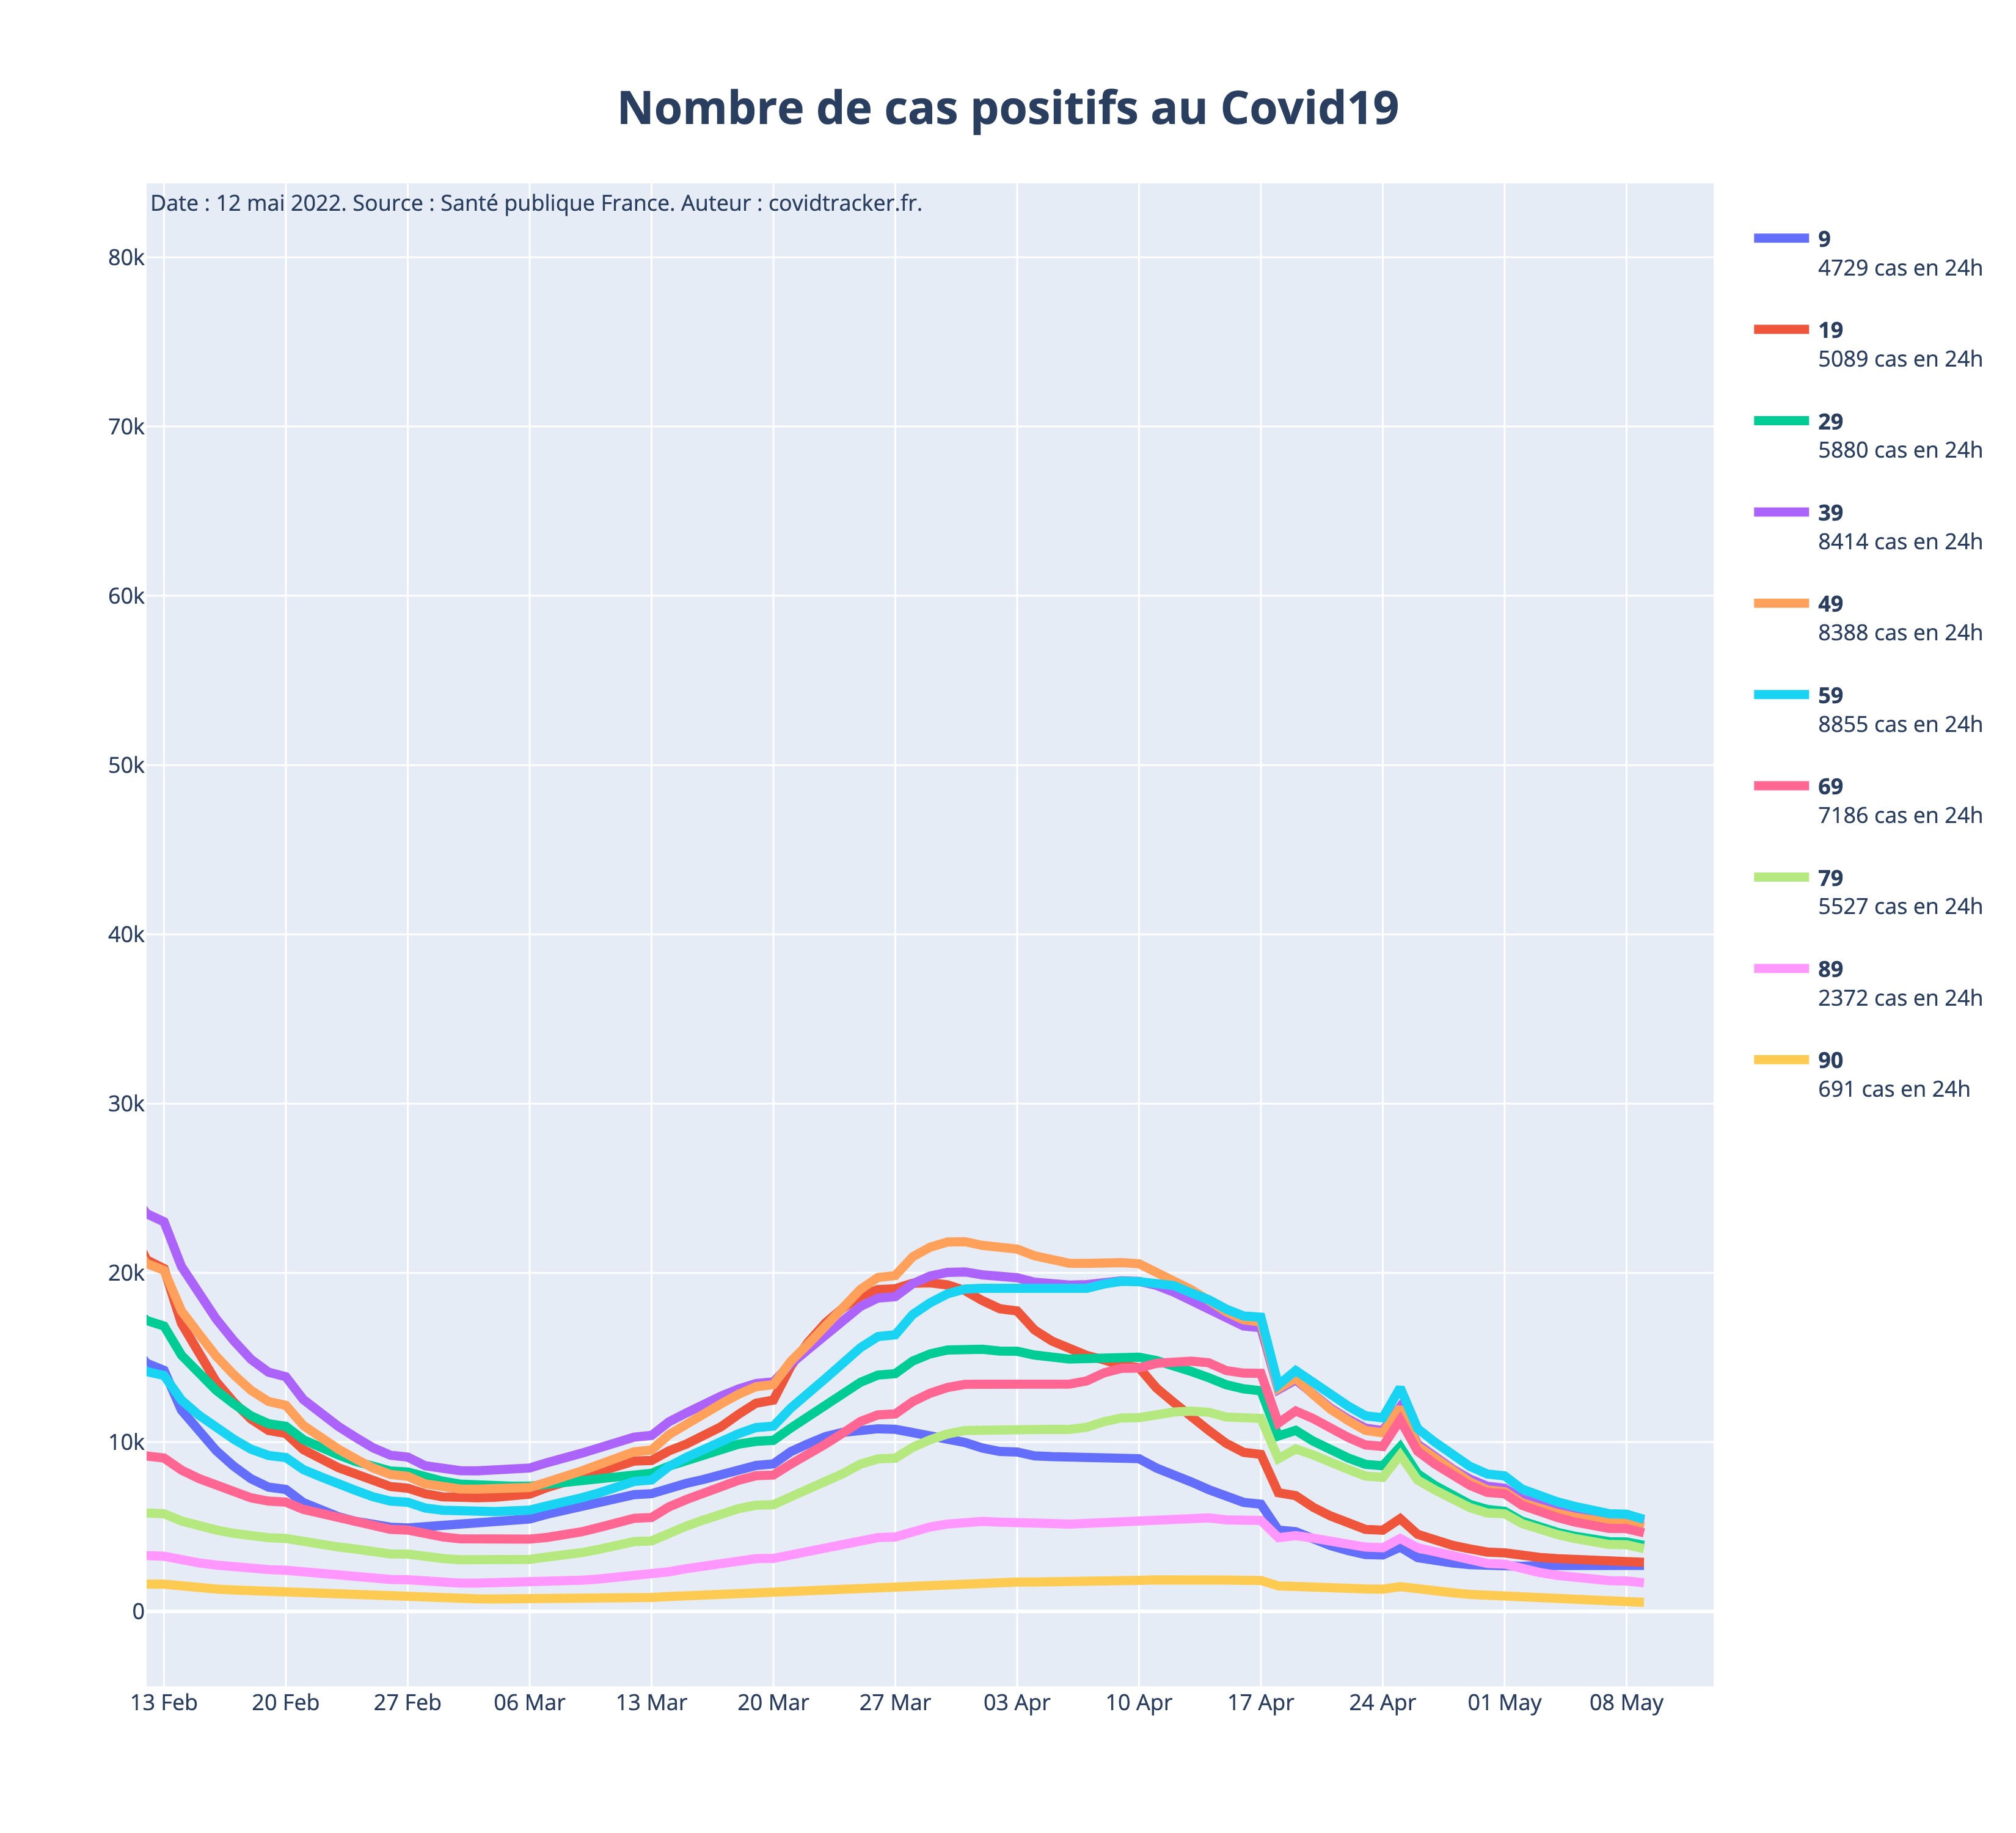 Nombre de cas positifs au Covid19
Date : 12 mai 2022. Source : Santé publique France. Auteur : covidtracker.fr.
80k
70k
60k
50k
40k
30k
20k
10k
0
13 Feb
20 Feb
27 Feb
06 Mar
13 Mar
20 Mar
27 Mar
03 Apr
10 Apr
17 Apr
24 Apr
01 May
08 May
9
4729 cas en 24h
19
5089 cas en 24h
29
5880 cas en 24h
39
8414 cas en 24h
49
8388 cas en 24h
59
8855 cas en 24h
69
7186 cas en 24h
79
5527 cas en 24h
89
2372 cas en 24h
90
691 cas en 24h